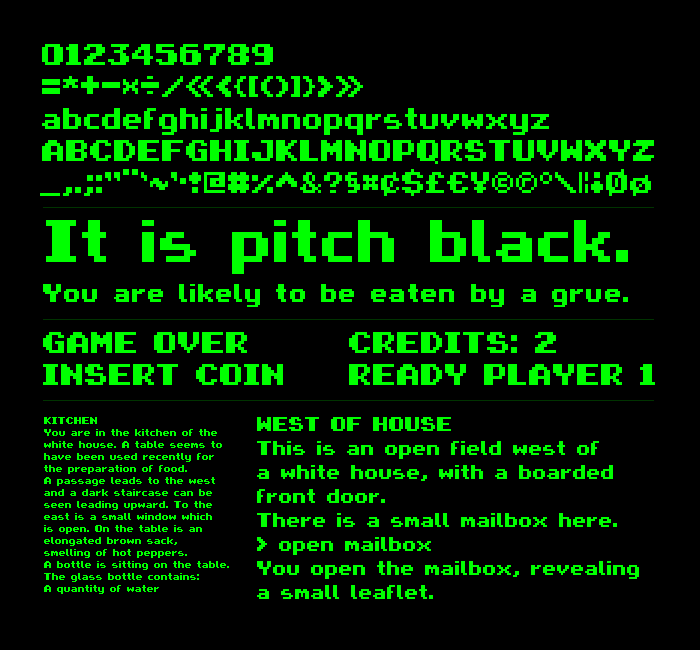 0123456789
=*+-×÷/«‹{[()]}›»
abcdefghijklmnopqrstuvwxyz
ABCDEFGHIJKLMNOPQRSTUVWXYZ
It is pitch black.
You are likely to be eaten by a grue.
GAME OVER
INSERT COIN
CREDITS: 2
READY PLAYER 1
KITCHEN
You are in the kitchen of the
white house. A table seems to
have been used recently for
the preparation of food.
A passage leads to the west
and a dark staircase can be
seen leading upward. To the
east is a small window which
is open. On the table is an
elongated brown sack,
smelling of hot peppers.
A bottle is sitting on the table.
The glass bottle contains:
A quantity of water
WEST OF HOUSE
This is an open field west of
a white house, with a boarded
front door.
There is a small mailbox here.
> open mailbox
You open the mailbox, revealing
a small leaflet.